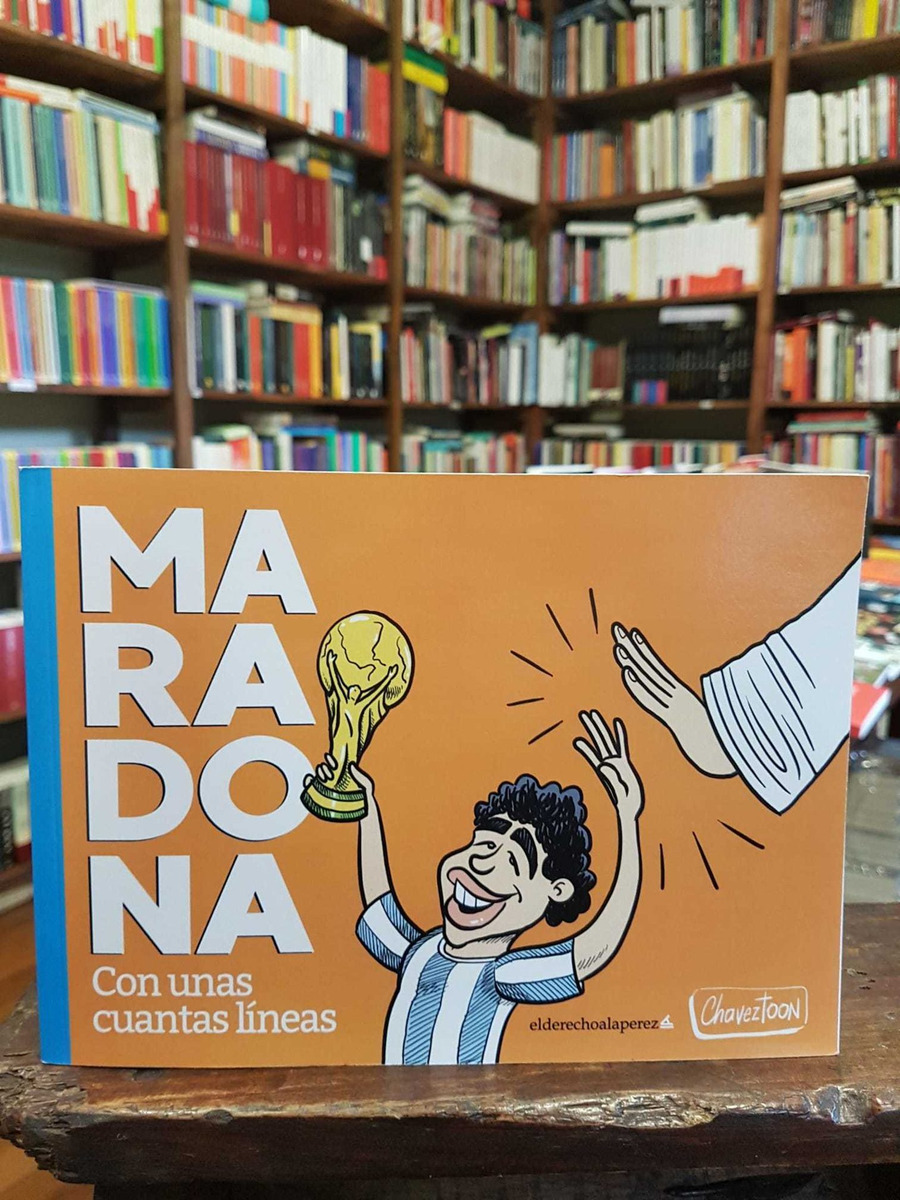 MA
RA
DO
NA
Con unas
cuantas líneas
elderechoalaperez
ChavezTOON